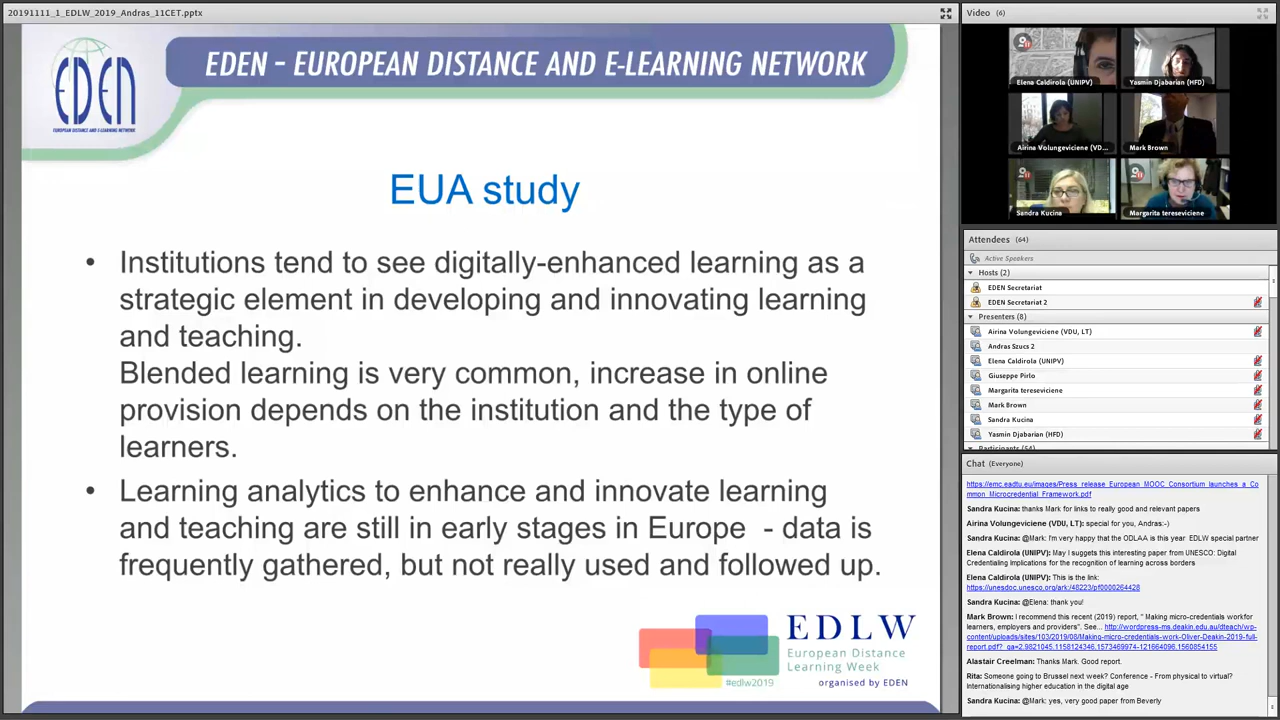 20191111_1_EDLW_2019_Andras_11CET.pptx
EDEN
EUROPEAN DISTANCE AND E-LEARNING NETWORK
EDEN - EUROPEAN DISTANCE AND E-LEARNING NETWORK
EUA study
• Institutions tend to see digitally-enhanced learning as a
strategic element in developing and innovating learning
and teaching.
Blended learning is very common, increase in online
provision depends on the institution and the type of
learners.
• Learning analytics to enhance and innovate learning
and teaching are still in early stages in Europe - data is
frequently gathered, but not really used and followed up.
EDLW
European Distance
Learning Week
#edlw2019
organised by EDEN
Video (6)
Elena Caldirola (UNIPV)
Yasmin Djabarian (HFD)
Airina Volungeviciene (VD...
Mark Brown
Sandra Kucina
Margarita tereseviciene
Attendees (64)
Active Speakers
Hosts (2)
EDEN Secretariat
EDEN Secretariat 2
Presenters (8)
Airina Volungeviciene (VDU, LT)
Andras Szucs 2
Elena Caldirola (UNIPV)
Giuseppe Pirlo
Margarita tereseviciene
Mark Brown
Sandra Kucina
Yasmin Djabarian (HFD)
Participants (54)
Chat (Everyone)
https://emc.eadtu.eu/images/Press_release_European_MOOC_Consortium_launches_a_Co
mmon_Microcredential_Framework.pdf
Sandra Kucina: thanks Mark for links to really good and relevant papers
Airina Volungeviciene (VDU, LT): special for you, Andras:-)
Sandra Kucina: @Mark: I'm very happy that the ODLAA is this year EDLW special partner
Elena Caldirola (UNIPV): May I suggests this interesting paper from UNESCO: Digital
Credentialing Implications for the recognition of learning across borders
Elena Caldirola (UNIPV): This is the link:
https://unesdoc.unesco.org/ark:/48223/pf0000264428
Sandra Kucina: @Elena: thank you!
Mark Brown: I recommend this recent (2019) report, " Making micro-credentials workfor
learners, employers and providers". See... http://wordpress-ms.deakin.edu.au/dteach/wp-
content/uploads/sites/103/2019/08/Making-micro-credentials-work-Oliver-Deakin-2019-full-
report.pdf?_ga=2.9821045.1158124346.1573469974-121664096.1560854155
Alastair Creelman: Thanks Mark. Good report.
Rita: Someone going to Brussel next week? Conference - From physical to virtual?
Internationalising higher education in the digital age
Sandra Kucina: @Mark: yes, very good paper from Beverly